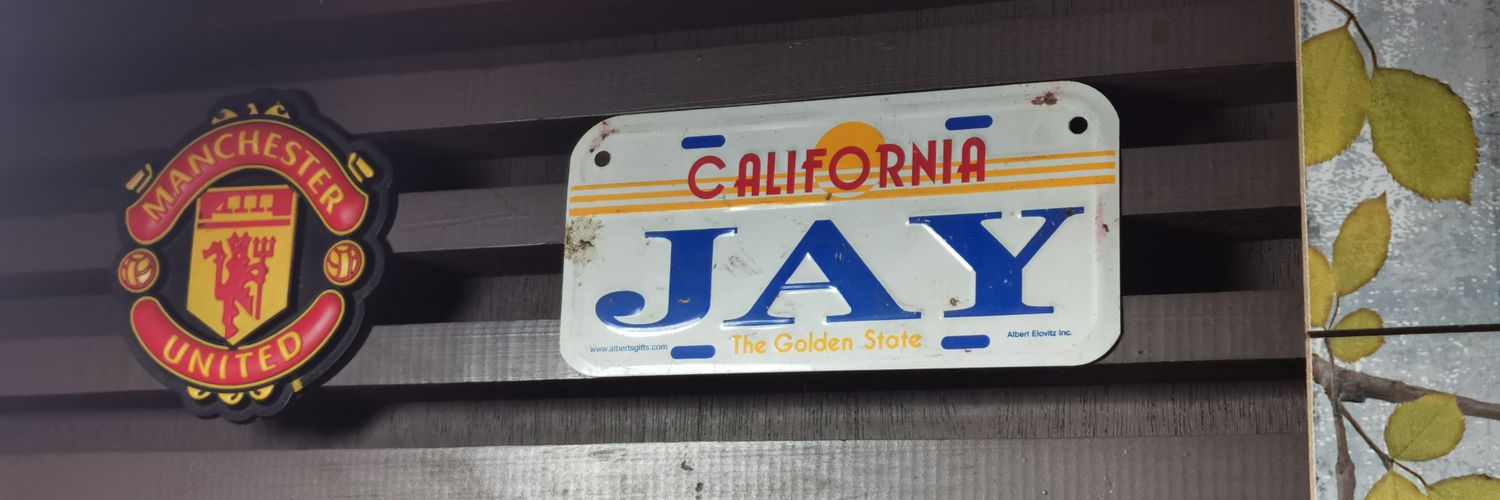 MANCHESTER
UNITED
CALIFORNIA
JAY
www.albertsgifts.com
The Golden State
Albert Elovitz Inc.